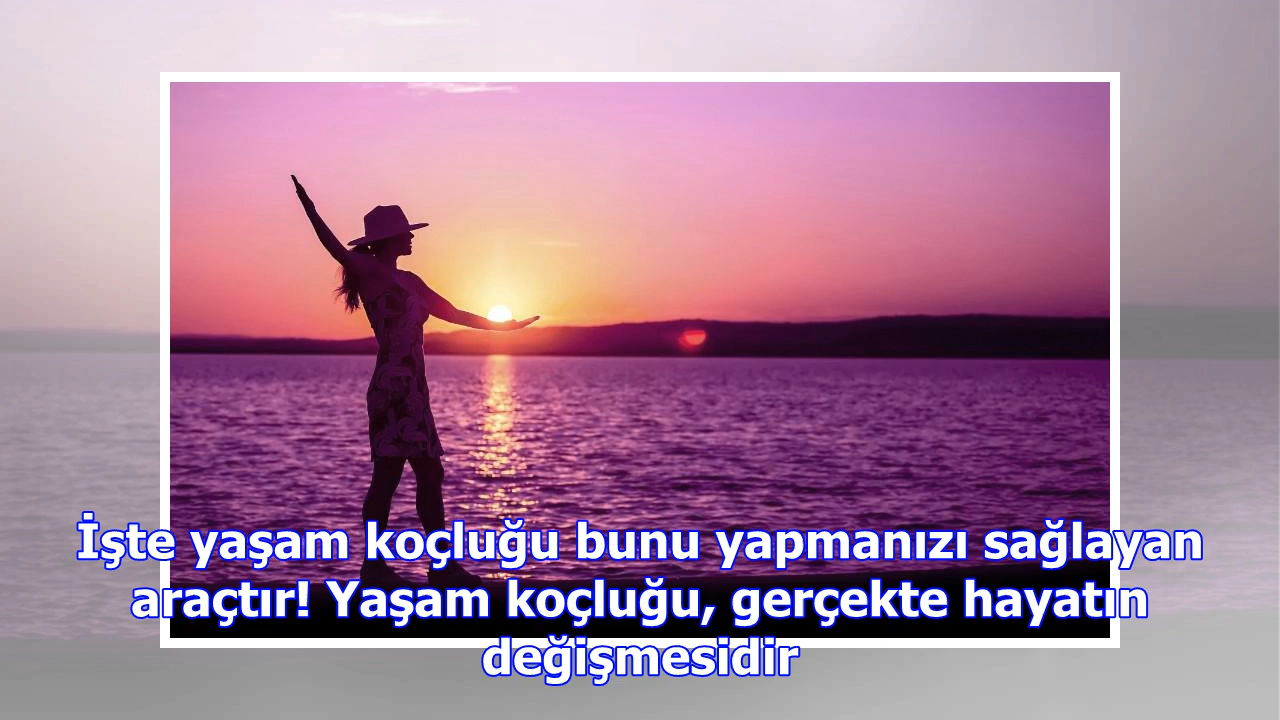 İşte yaşam koçluğu bunu yapmanızı sağlayan
araçtır! Yaşam koçluğu, gerçekte hayatın
değişmesidir